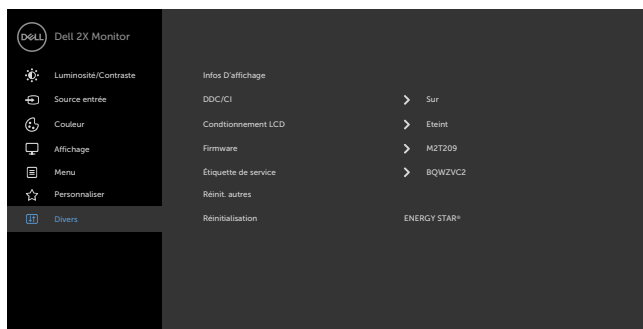 DELL Dell 2X Monitor
Luminosité/Contraste Infos D'affichage
Source entrée DDC/CI Sur
Couleur Condtionnement LCD Eteint
Affichage Firmware M2T209
Menu Étiquette de service BQWZVC2
Personnaliser Réinit. autres
Divers Réinitialisation ENERGY STAR®